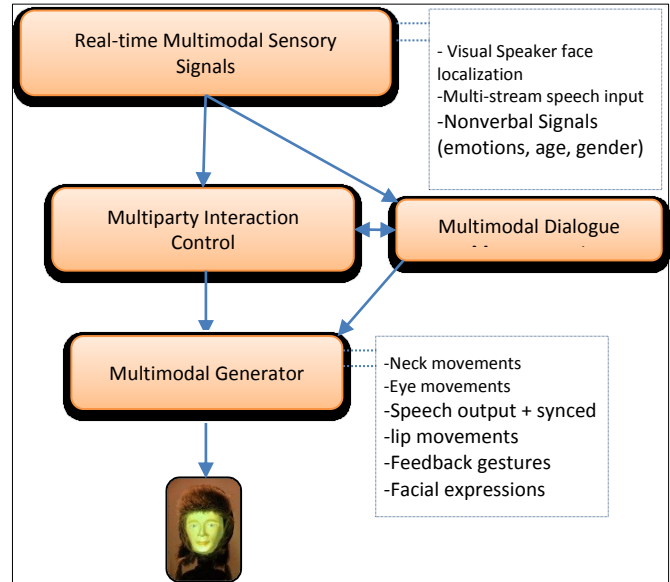 Real-time Multimodal Sensory
Signals
- Visual Speaker face
localization
-Multi-stream speech input
-Nonverbal Signals
(emotions, age, gender)
Multiparty Interaction
Control
Multimodal Dialogue
Multimodal Generator
-Neck movements
-Eye movements
-Speech output + synced
-lip movements
-Feedback gestures
-Facial expressions